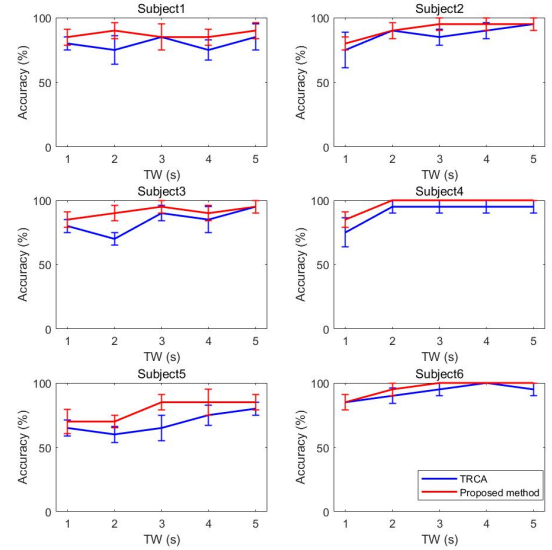 Subject1
Accuracy (%)
100
50
0
1 2 3 4 5
TW (s)
Subject2
Accuracy (%)
100
50
0
1 2 3 4 5
TW (s)
Subject3
Accuracy (%)
100
50
0
1 2 3 4 5
TW (s)
Subject4
Accuracy (%)
100
50
0
1 2 3 4 5
TW (s)
Subject5
Accuracy (%)
100
50
0
1 2 3 4 5
TW (s)
Subject6
Accuracy (%)
100
50
0
1 2 3 4 5
TW (s)
TRCA
Proposed method